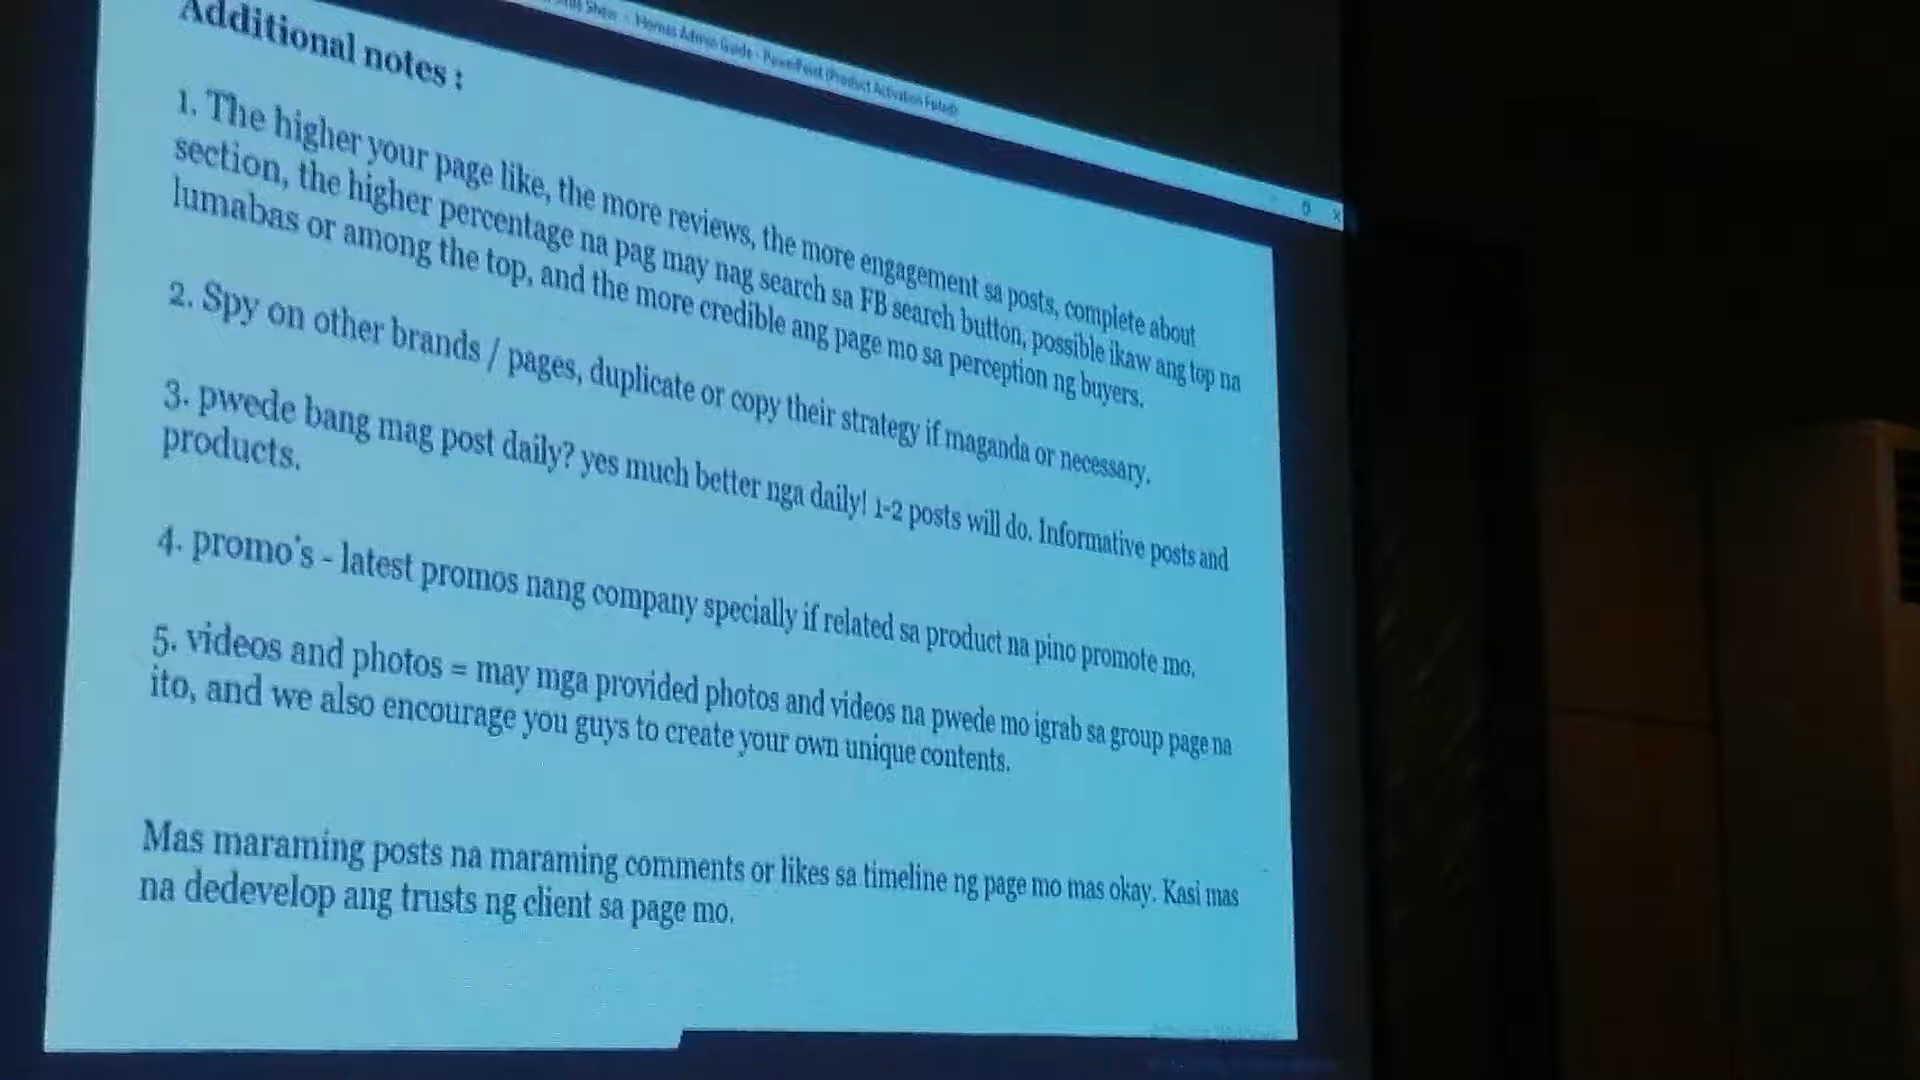 Show - Homes Admin Guide - PowerPoint (Product Activation Failed)
Additional notes :
1. The higher your page like, the more reviews, the more engagement sa posts, complete about
section, the higher percentage na pag may nag search sa FB search button, possible ikaw ang top na
lumabas or among the top, and the more credible ang page mo sa perception ng buyers.
2. Spy on other brands / pages, duplicate or copy their strategy if maganda or necessary.
3. pwede bang mag post daily? yes much better nga daily! 1-2 posts will do. Informative posts and
products.
4. promo's - latest promos nang company specially if related sa product na pino promote mo.
5. videos and photos = may mga provided photos and videos na pwede mo igrab sa group page na
ito, and we also encourage you guys to create your own unique contents.
Mas maraming posts na maraming comments or likes sa timeline ng page mo mas okay. Kasi mas
na dedevelop ang trusts ng client sa page mo.